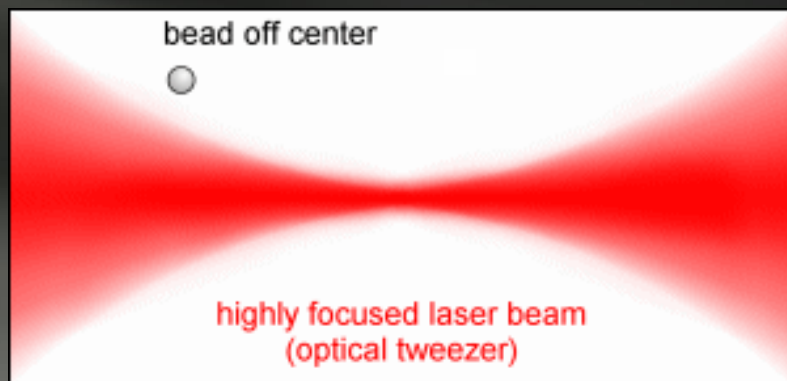 bead off center
highly focused laser beam
(optical tweezer)